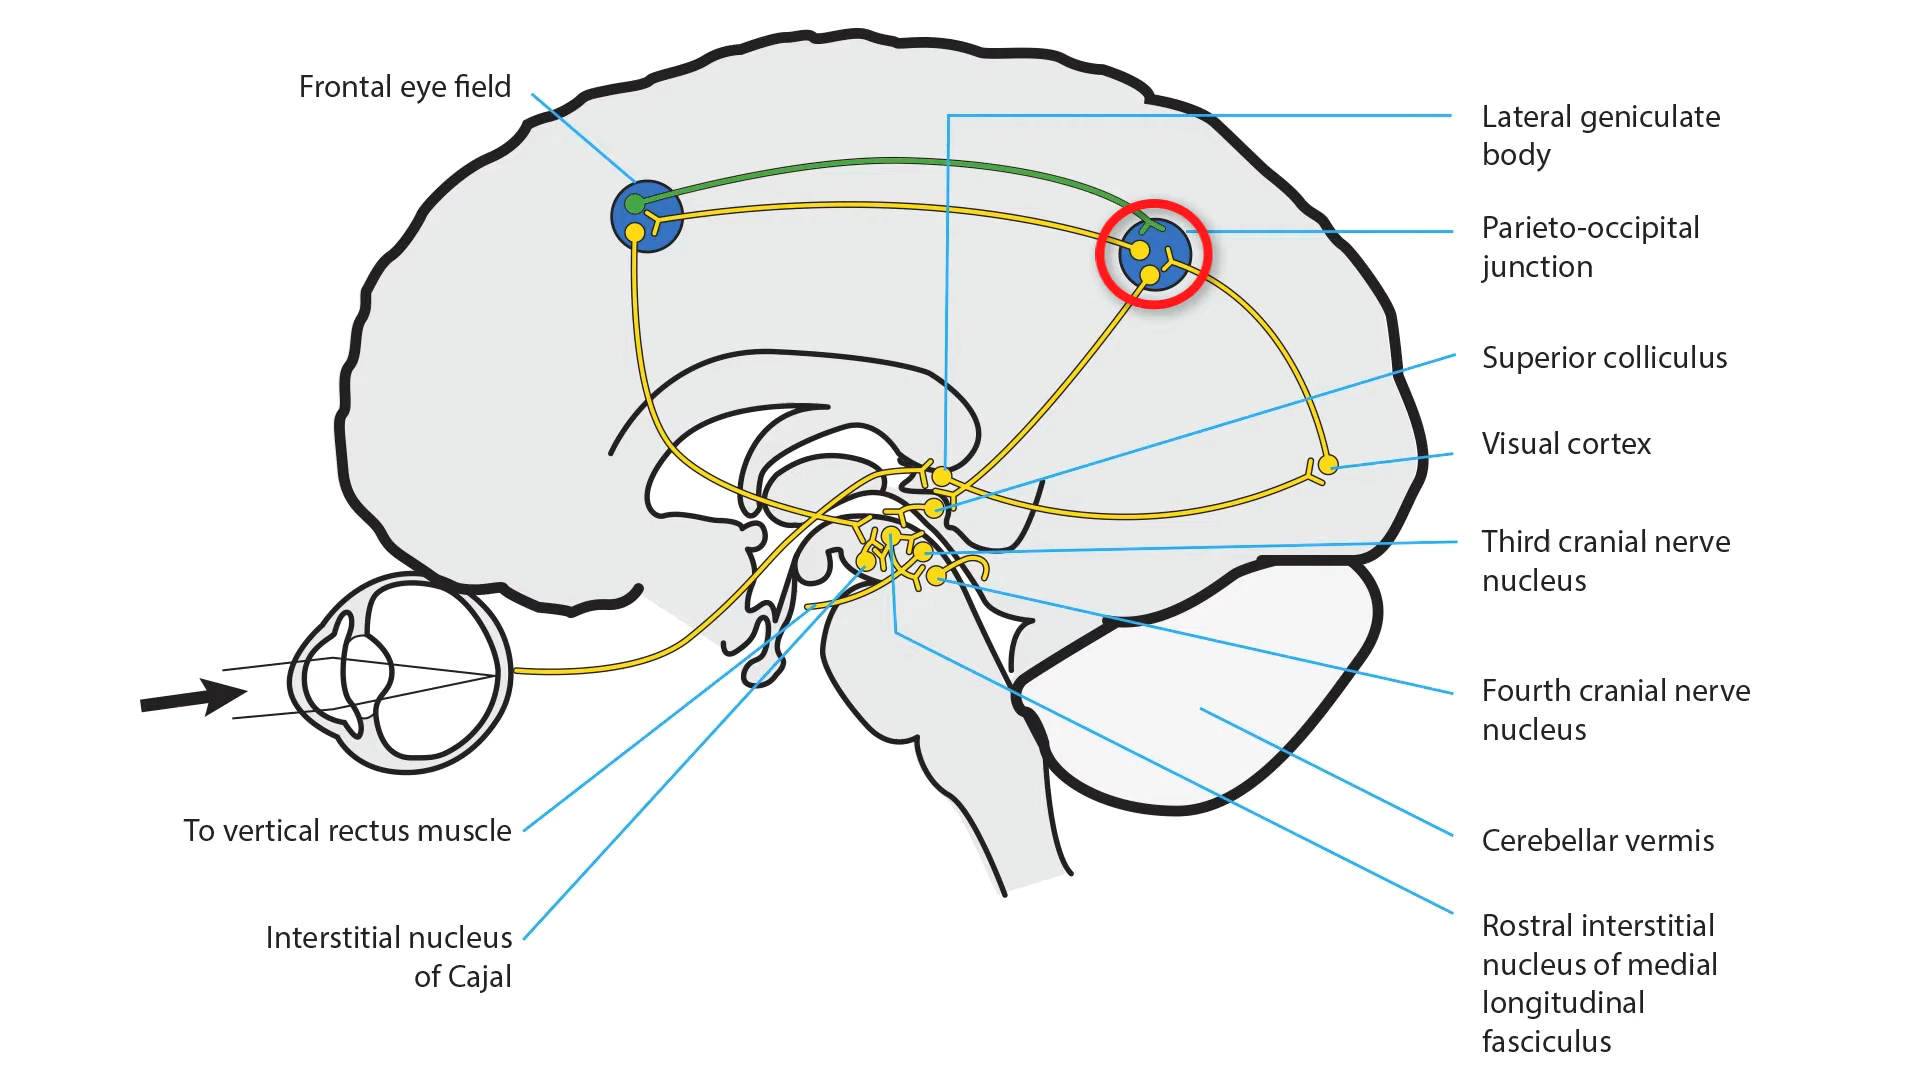 Frontal eye field
Lateral geniculate
body
Parieto-occipital
junction
Superior colliculus
Visual cortex
Third cranial nerve
nucleus
Fourth cranial nerve
nucleus
To vertical rectus muscle
Cerebellar vermis
Interstitial nucleus
of Cajal
Rostral interstitial
nucleus of medial
longitudinal
fasciculus